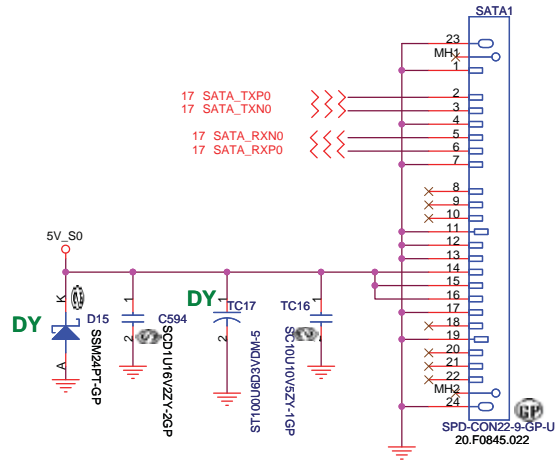 SATA1
23
MH1
1
17 SATA_TXP0
2
17 SATA_TXN0
3
4
17 SATA_RXN0
5
17 SATA_RXP0
6
7
8
9
10
11
12
13
14
15
16
17
18
19
20
21
22
MH2
24
GP
SPD-CON22-9-GP-U
20.F0845.022
5V_S0
DY
K
A
D15
SSM24PT-GP
1
2
C594
SCD1U16V2ZY-2GP
DY
1
2
TC17
ST100U6D3VDM-5
TC16
1
2
SC10U10V5ZY-1GP